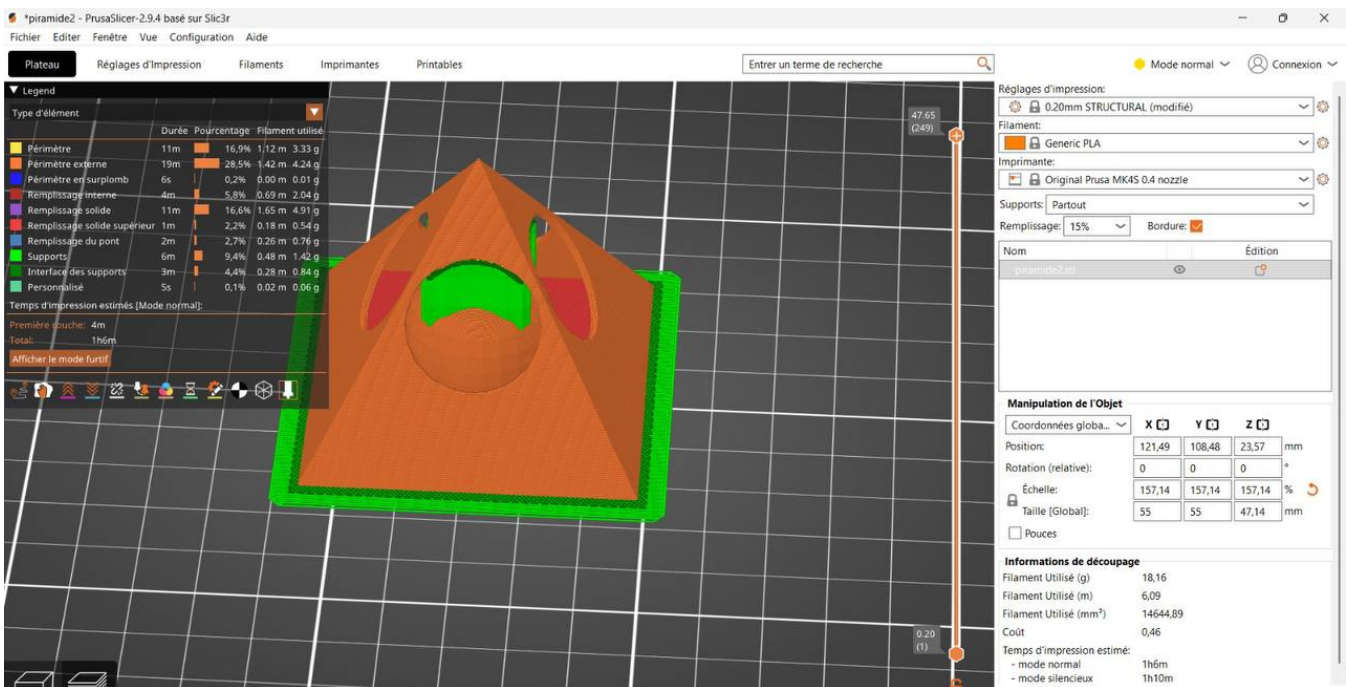 *piramide2 - PrusaSlicer-2.9.4 basé sur Slic3r
Fichier Editer Fenêtre Vue Configuration Aide
Plateau Réglages d'Impression Filaments Imprimantes Printables Entrer un terme de recherche Mode normal Connexion
Legend
Type d'élément
Durée Pourcentage Filament utilisé
Périmètre 11m 16,9% 1.12 m 3.33 g
Périmètre externe 19m 28,5% 1.42 m 4.24 g
Périmètre en surplomb 6s 0,2% 0.00 m 0.01 g
Remplissage interne 4m 5,8% 0.69 m 2.04 g
Remplissage solide 11m 16,6% 1.65 m 4.91 g
Remplissage solide supérieur 1m 2,2% 0.18 m 0.54 g
Remplissage du pont 2m 2,7% 0.26 m 0.76 g
Supports 6m 9,4% 0.48 m 1.42 g
Interface des supports 3m 4,4% 0.28 m 0.84 g
Personnalisé 5s 0,1% 0.02 m 0.06 g
Temps d'impression estimés [Mode normal]:
Première couche: 4m
Total: 1h6m
Afficher le mode furtif
47.65
(249)
0.20
(1)
Réglages d'impression:
0.20mm STRUCTURAL (modifié)
Filament:
Generic PLA
Imprimante:
Original Prusa MK4S 0.4 nozzle
Supports: Partout
Remplissage: 15% Bordure:
Nom Édition
piramide2.stl
Manipulation de l'Objet
Coordonnées globa... X Y Z
Position: 121,49 108,48 23,57 mm
Rotation (relative): 0 0 0 °
Échelle: 157,14 157,14 157,14 %
Taille [Global]: 55 55 47,14 mm
Pouces
Informations de découpage
Filament Utilisé (g) 18,16
Filament Utilisé (m) 6,09
Filament Utilisé (mm³) 14644,89
Coût 0,46
Temps d'impression estimé:
- mode normal 1h6m
- mode silencieux 1h10m